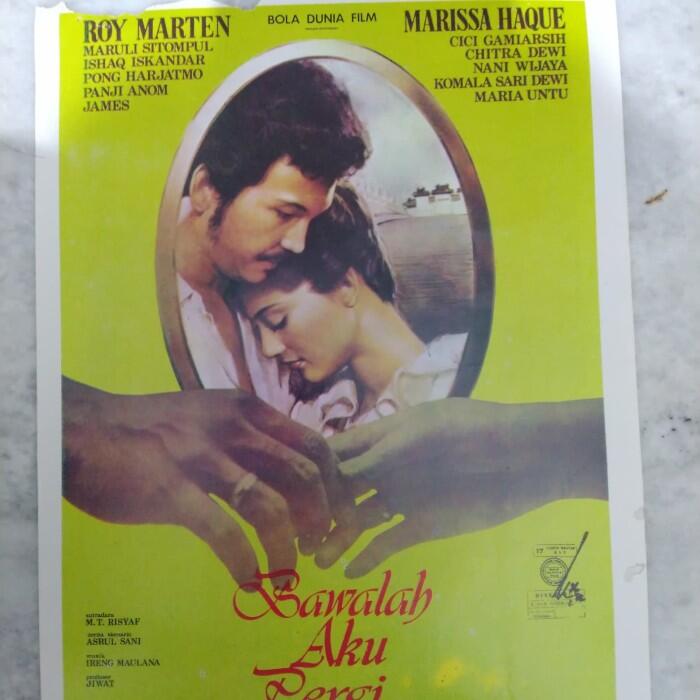 BOLA DUNIA FILM
ROY MARTEN
MARULI SITOMPUL
ISHAQ ISKANDAR
PONG HARJATMO
PANJI ANOM
JAMES
MARISSA HAQUE
CICI GAMIARSIH
CHITRA DEWI
NANI WIJAYA
KOMALA SARI DEWI
MARIA UNTU
Bawalah
Aku
Pergi
sutradara
M.T. RISYAF
cerita skenario
ASRUL SANI
musik
IRENG MAULANA
produser
JIWAT
17